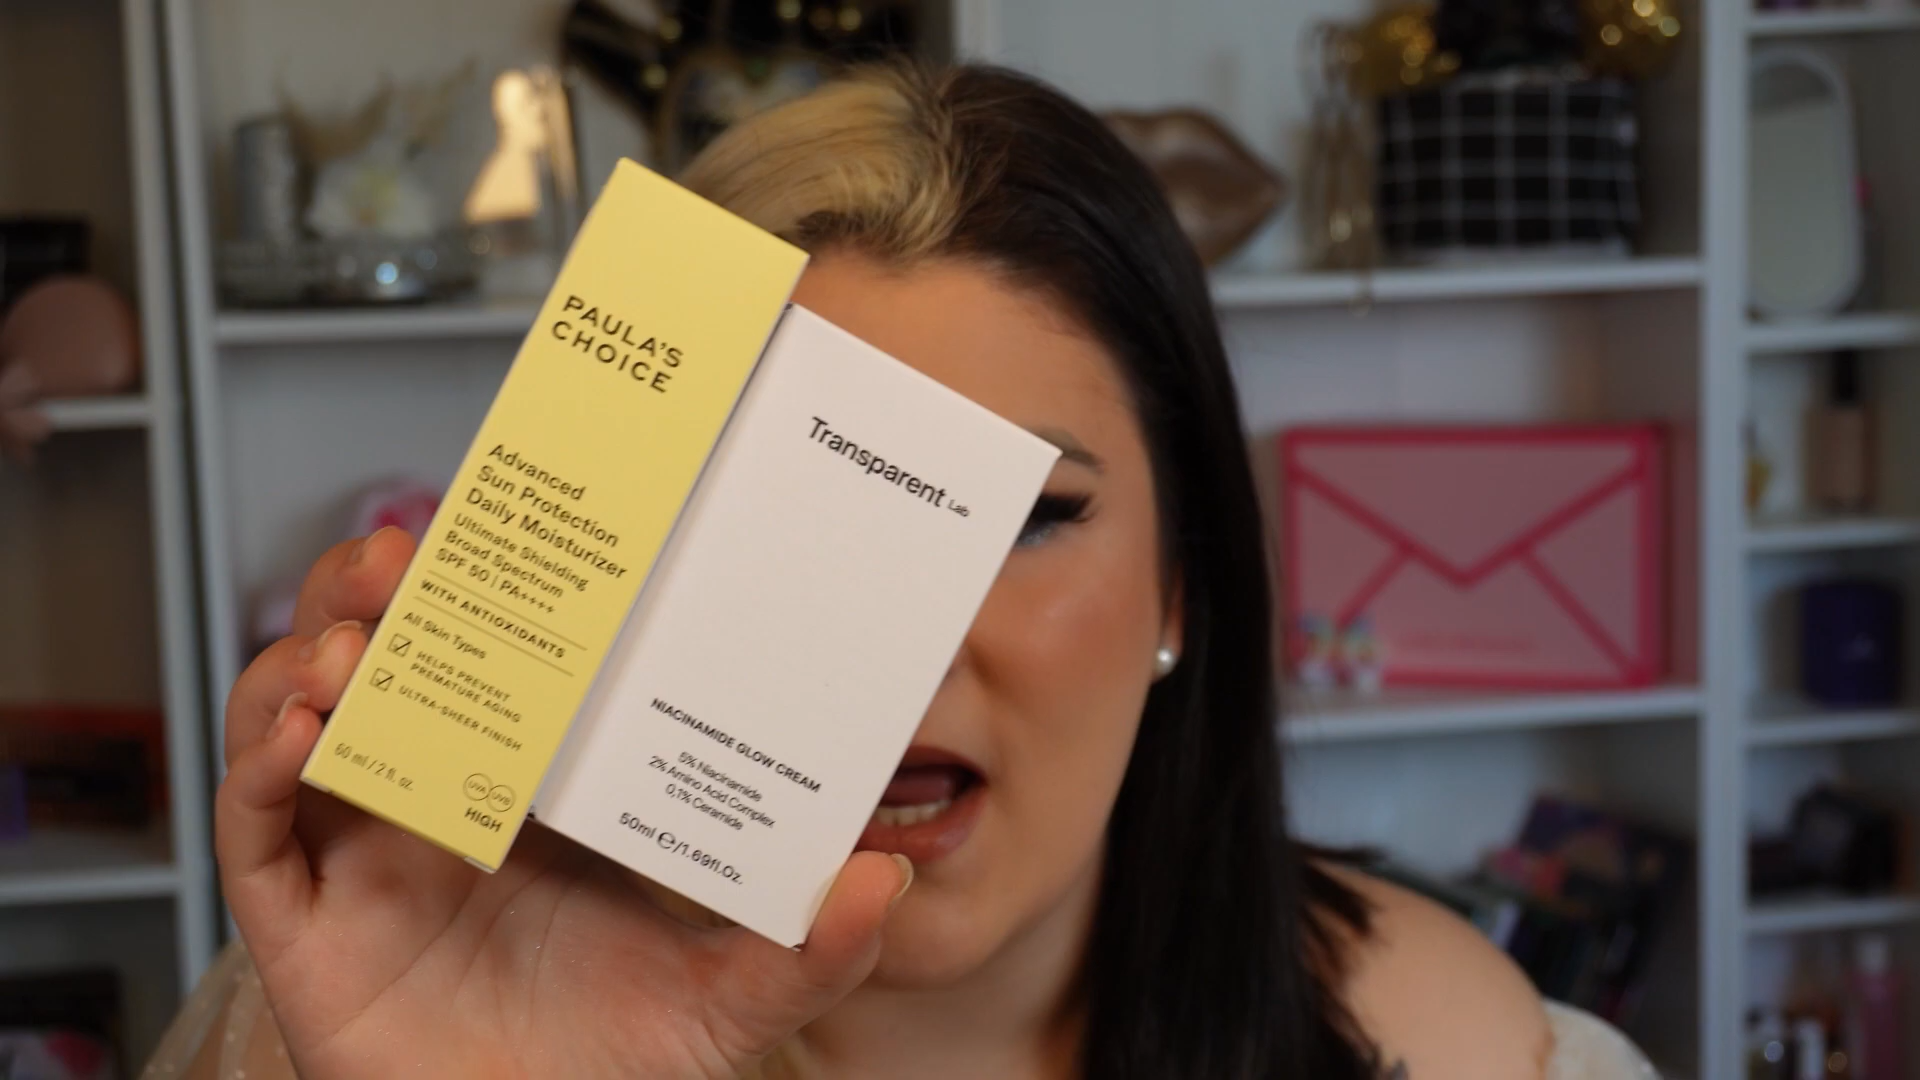 PAULA'S
CHOICE
Advanced
Sun Protection
Daily Moisturizer
Ultimate Shielding
Broad Spectrum
SPF 50 | PA++++
WITH ANTIOXIDANTS
All Skin Types
HELPS PREVENT
PREMATURE AGING
ULTRA-SHEER FINISH
60 ml / 2 fl. oz.
UVA UVB
HIGH
Transparent Lab
NIACINAMIDE GLOW CREAM
5% Niacinamide
2% Amino Acid Complex
0,1% Ceramide
50ml ℮/1.69fl.Oz.